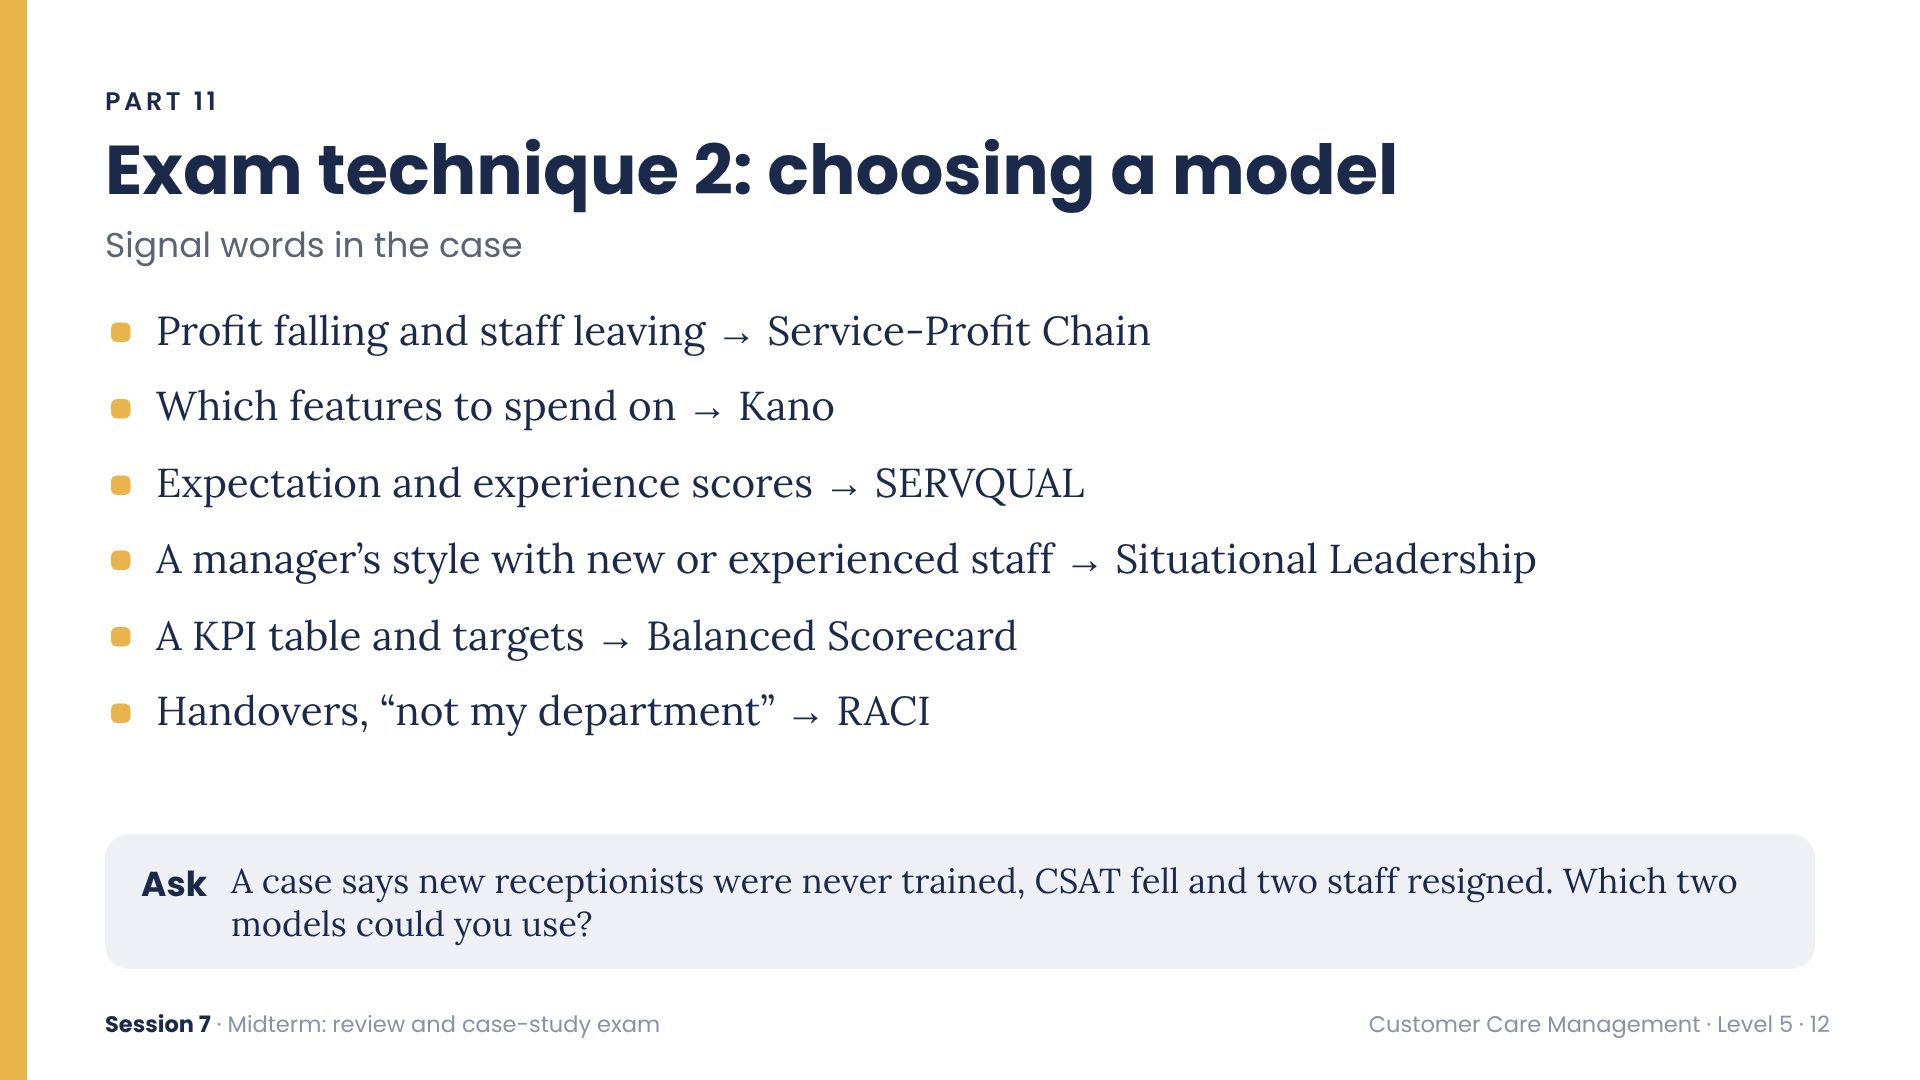 PART 11
Exam technique 2: choosing a model
Signal words in the case
Profit falling and staff leaving → Service-Profit Chain
Which features to spend on → Kano
Expectation and experience scores → SERVQUAL
A manager’s style with new or experienced staff → Situational Leadership
A KPI table and targets → Balanced Scorecard
Handovers, “not my department” → RACI
Ask A case says new receptionists were never trained, CSAT fell and two staff resigned. Which two
models could you use?
Session 7 · Midterm: review and case-study exam
Customer Care Management · Level 5 · 12